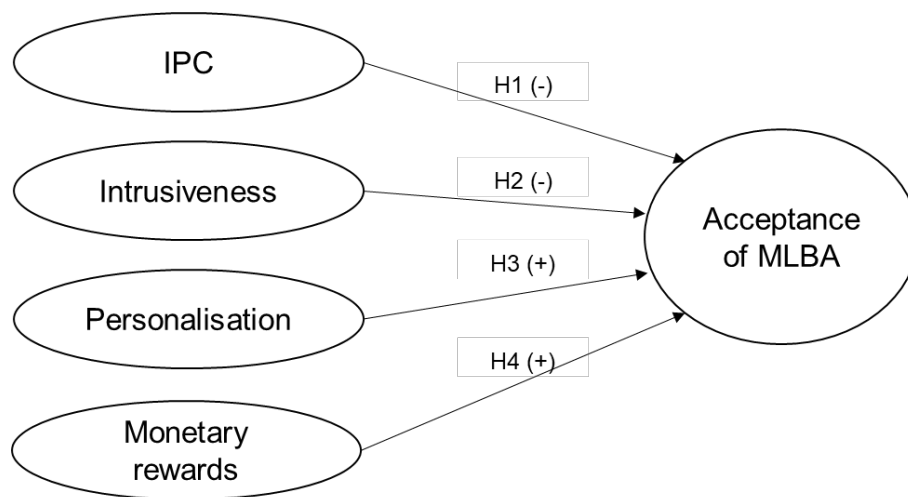 IPC
H1 (-)
Intrusiveness
H2 (-)
Acceptance
of MLBA
H3 (+)
Personalisation
H4 (+)
Monetary
rewards